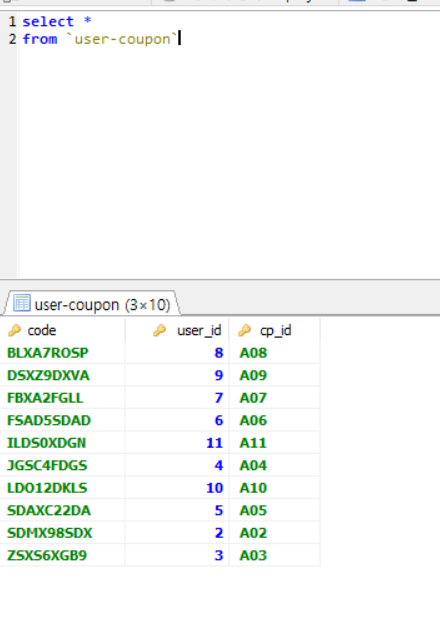 1 select *
2 from `user-coupon`
user-coupon (3×10)
code user_id cp_id
BLXA7ROSP 8 A08
DSXZ9DXVA 9 A09
FBXA2FGLL 7 A07
FSAD5SDAD 6 A06
ILDS0XDGN 11 A11
JGSC4FDGS 4 A04
LDO12DKLS 10 A10
SDAXC22DA 5 A05
SDMX98SDX 2 A02
ZSXS6XGB9 3 A03